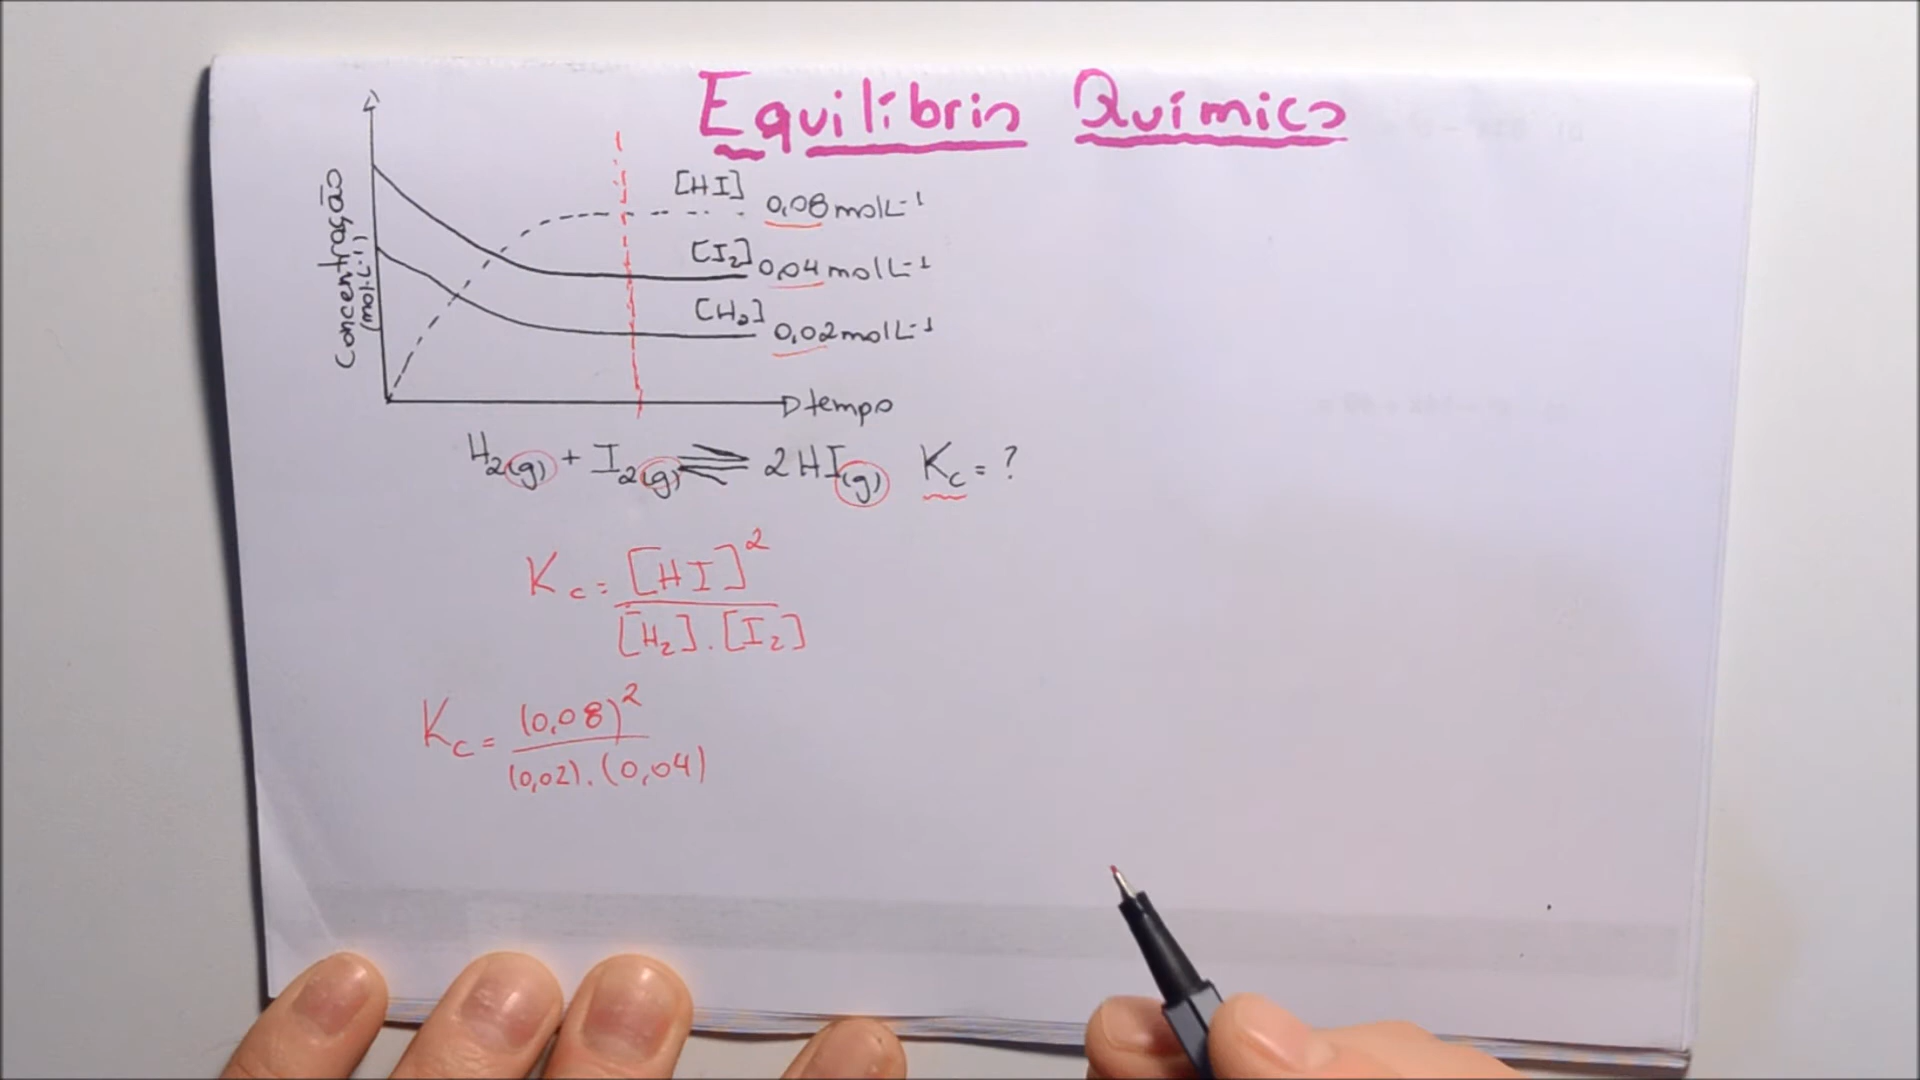 Equilíbrio Químico
Concentração
(mol.L-1)
[HI] 0,08 mol L-1
[I2] 0,04 mol L-1
[H2] 0,02 mol L-1
tempo
H2(g) + I2(g) ⇌ 2HI(g) Kc = ?
Kc = [HI]²
[H2] . [I2]
Kc = (0,08)²
(0,02) . (0,04)